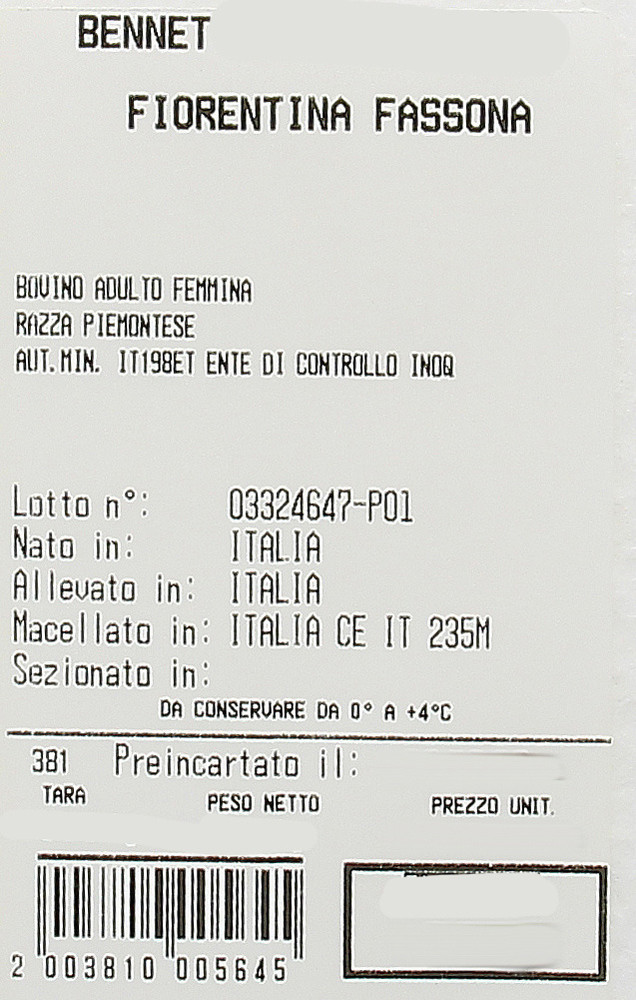 BENNET
FIORENTINA FASSONA
BOVINO ADULTO FEMMINA
RAZZA PIEMONTESE
AUT.MIN. IT198ET ENTE DI CONTROLLO INOQ
Lotto n°: 03324647-P01
Nato in: ITALIA
Allevato in: ITALIA
Macellato in: ITALIA CE IT 235M
Sezionato in:
DA CONSERVARE DA 0° A +4°C
381 Preincartato il:
TARA PESO NETTO PREZZO UNIT.
2 003810 005645